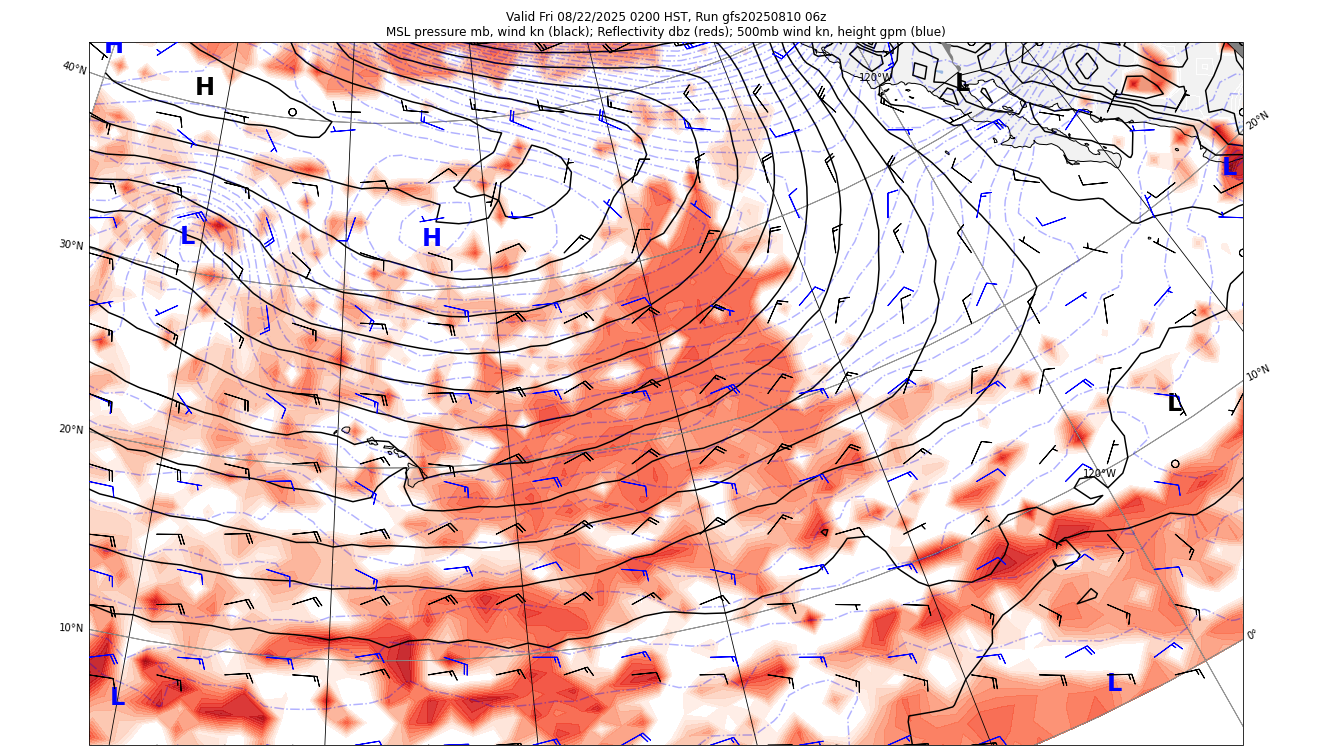 Valid Fri 08/22/2025 0200 HST, Run gfs20250810 06z
MSL pressure mb, wind kn (black); Reflectivity dbz (reds); 500mb wind kn, height gpm (blue)
H
40°N
H
120°W
L
20°N
L
30°N
L
H
10°N
L
20°N
120°W
10°N
0°
L
L